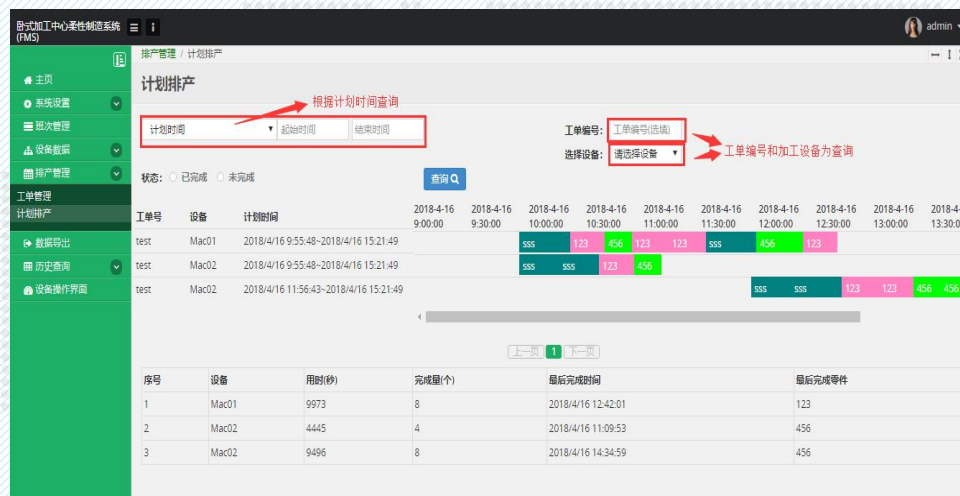 卧式加工中心柔性制造系统
(FMS)
admin
排产管理 / 计划排产
主页
系统设置
班次管理
设备数据
排产管理
工单管理
计划排产
数据导出
历史查询
设备操作界面
计划排产
根据计划时间查询
计划时间 起始时间 结束时间
工单编号: 工单编号(选填)
选择设备: 请选择设备
工单编号和加工设备为查询
状态: 已完成 未完成
查询
工单号 设备 计划时间
2018-4-16 2018-4-16 2018-4-16 2018-4-16 2018-4-16 2018-4-16 2018-4-16 2018-4-16 2018-4-16 2018-4-
9:00:00 9:30:00 10:00:00 10:30:00 11:00:00 11:30:00 12:00:00 12:30:00 13:00:00 13:30:0
test Mac01 2018/4/16 9:55:48~2018/4/16 15:21:49 sss 123 456 123 123 sss 456 123
test Mac02 2018/4/16 9:55:48~2018/4/16 15:21:49 sss sss 123 456
test Mac02 2018/4/16 11:56:43~2018/4/16 15:21:49 sss sss 123 123 456 456
上一页 1 下一页
序号 设备 用时(秒) 完成量(个) 最后完成时间 最后完成零件
1 Mac01 9973 8 2018/4/16 12:42:01 123
2 Mac02 4445 4 2018/4/16 11:09:53 456
3 Mac02 9496 8 2018/4/16 14:34:59 456